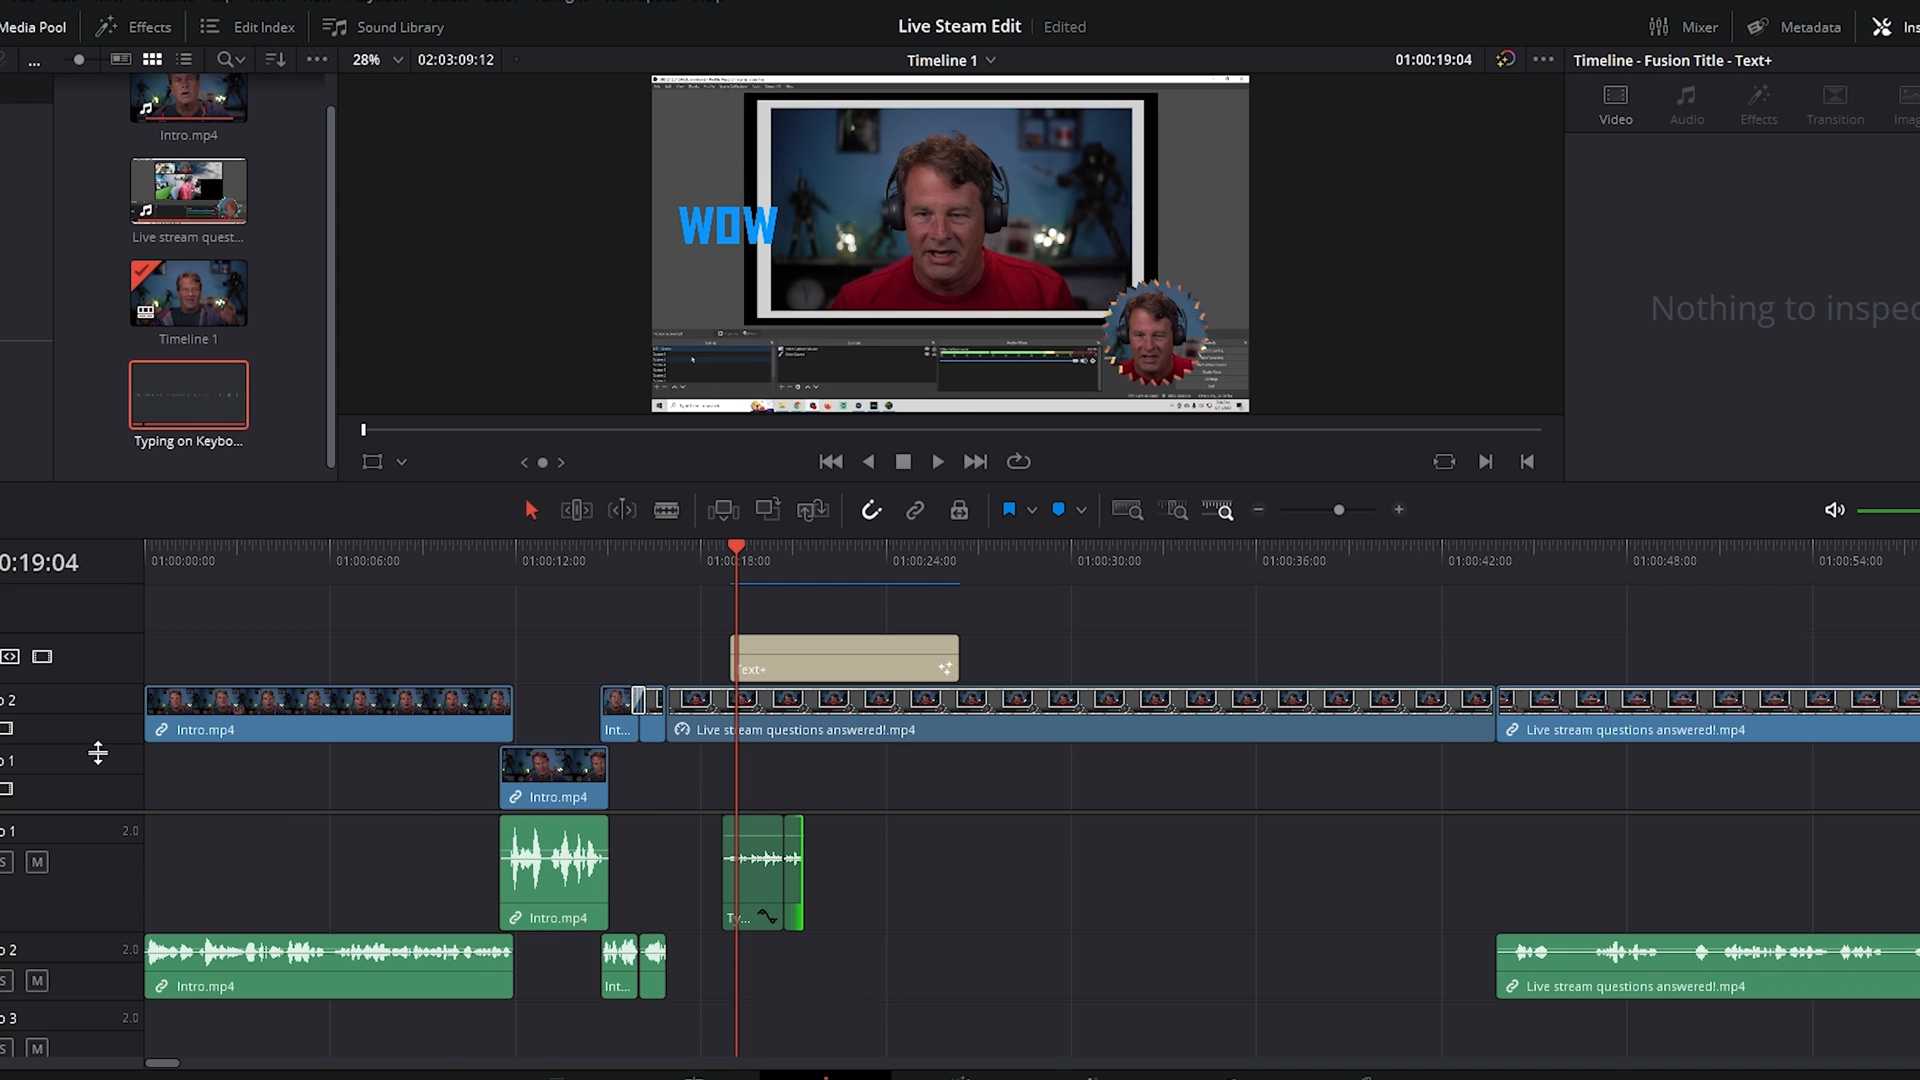 Media Pool
Effects
Edit Index
Sound Library
Live Steam Edit
Edited
Mixer
Metadata
Ins
...
28%
02:03:09:12
Timeline 1
01:00:19:04
Timeline - Fusion Title - Text+
Video
Audio
Effects
Transition
Imag
Intro.mp4
Live stream quest...
Timeline 1
Typing on Keybo...
WOW
Nothing to inspec
0:19:04
01:00:00:00
01:00:06:00
01:00:12:00
01:00:18:00
01:00:24:00
01:00:30:00
01:00:36:00
01:00:42:00
01:00:48:00
01:00:54:00
Text+
o 2
Intro.mp4
Int...
Live stream questions answered!.mp4
Live stream questions answered!.mp4
o 1
Intro.mp4
o 1
2.0
S
M
Intro.mp4
Ty...
o 2
2.0
S
M
Intro.mp4
Int...
Live stream questions answered!.mp4
o 3
2.0
S
M